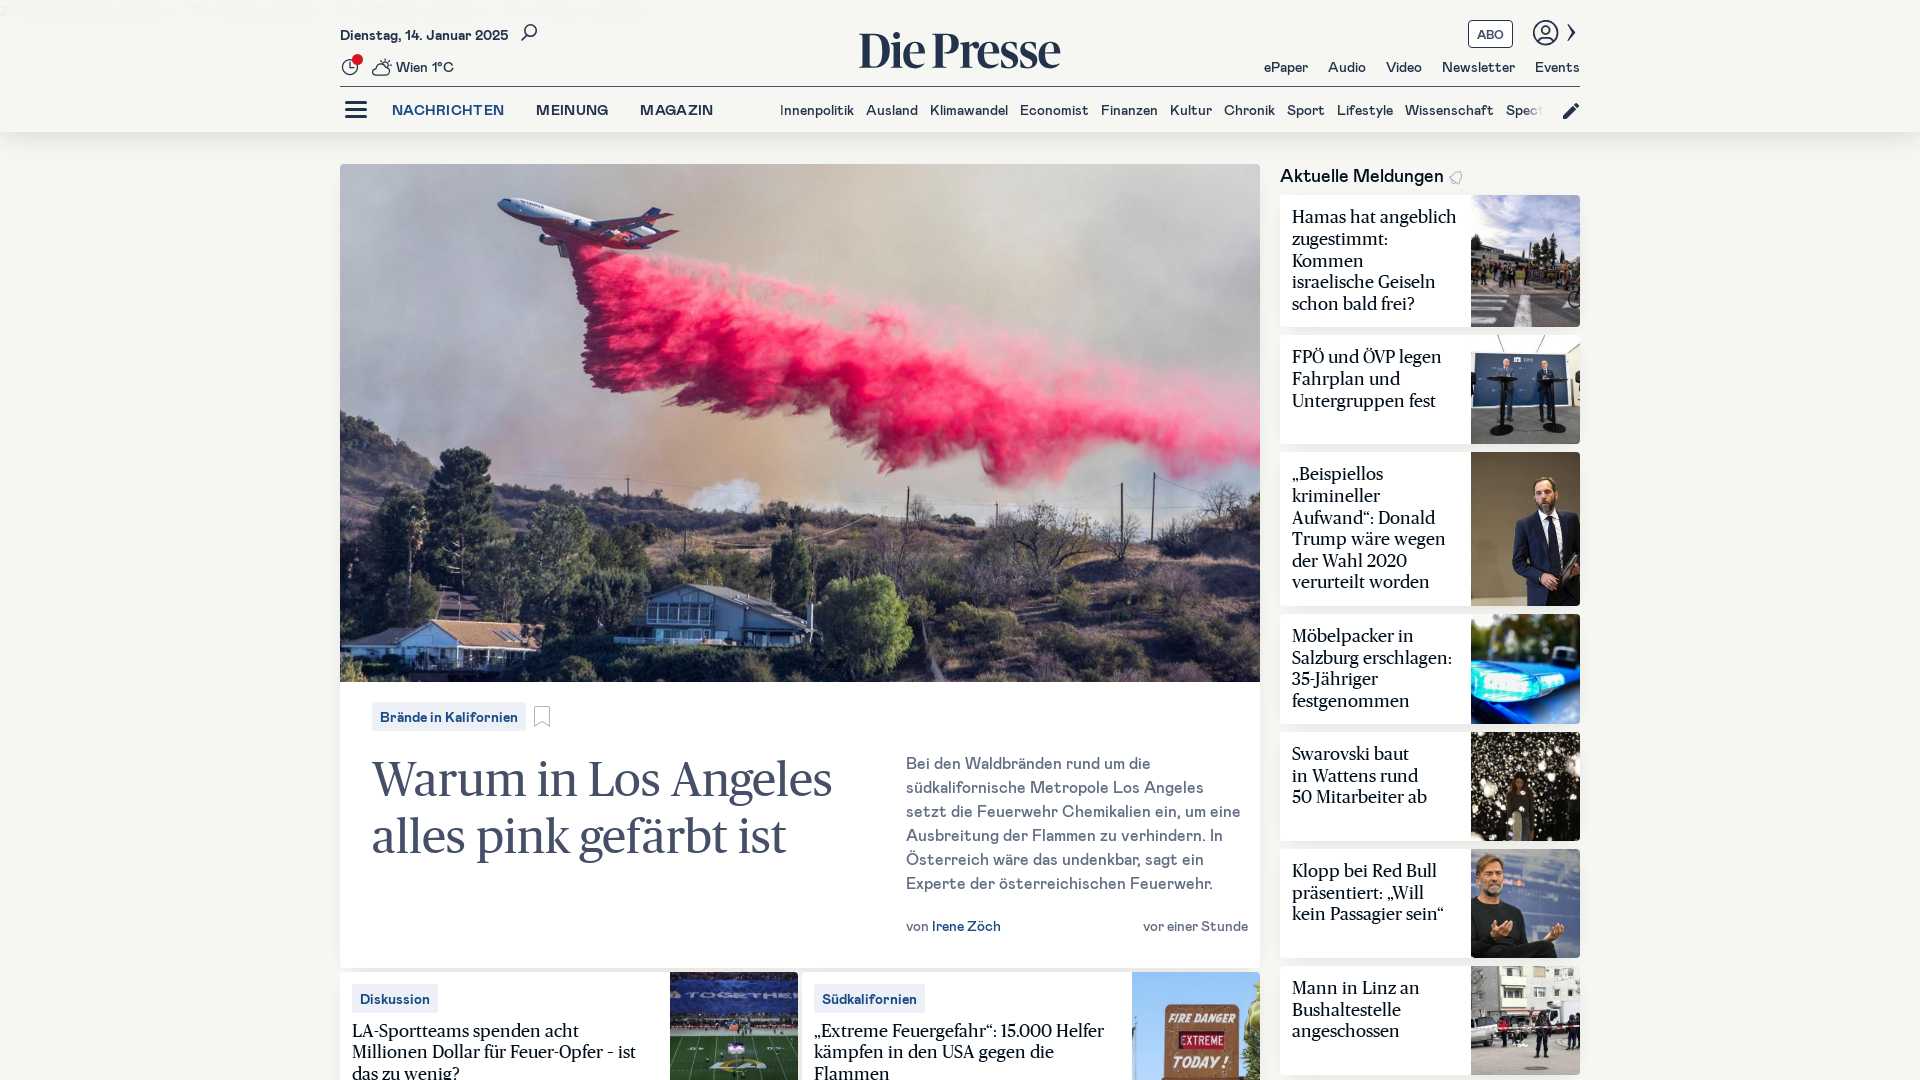 Dienstag, 14. Januar 2025
Wien 1°C
Die Presse
ABO
ePaper Audio Video Newsletter Events
NACHRICHTEN MEINUNG MAGAZIN
Innenpolitik Ausland Klimawandel Economist Finanzen Kultur Chronik Sport Lifestyle Wissenschaft Spect
Brände in Kalifornien
Warum in Los Angeles
alles pink gefärbt ist
Bei den Waldbränden rund um die
südkalifornische Metropole Los Angeles
setzt die Feuerwehr Chemikalien ein, um eine
Ausbreitung der Flammen zu verhindern. In
Österreich wäre das undenkbar, sagt ein
Experte der österreichischen Feuerwehr.
von Irene Zöch vor einer Stunde
Diskussion
LA-Sportteams spenden acht
Millionen Dollar für Feuer-Opfer – ist
das zu wenig?
TOGETHER
Südkalifornien
„Extreme Feuergefahr“: 15.000 Helfer
kämpfen in den USA gegen die
Flammen
FIRE DANGER
EXTREME
TODAY!
Aktuelle Meldungen
Hamas hat angeblich
zugestimmt:
Kommen
israelische Geiseln
schon bald frei?
FPÖ und ÖVP legen
Fahrplan und
Untergruppen fest
„Beispiellos
krimineller
Aufwand“: Donald
Trump wäre wegen
der Wahl 2020
verurteilt worden
Möbelpacker in
Salzburg erschlagen:
35-Jähriger
festgenommen
Swarovski baut
in Wattens rund
50 Mitarbeiter ab
Klopp bei Red Bull
präsentiert: „Will
kein Passagier sein“
Mann in Linz an
Bushaltestelle
angeschossen